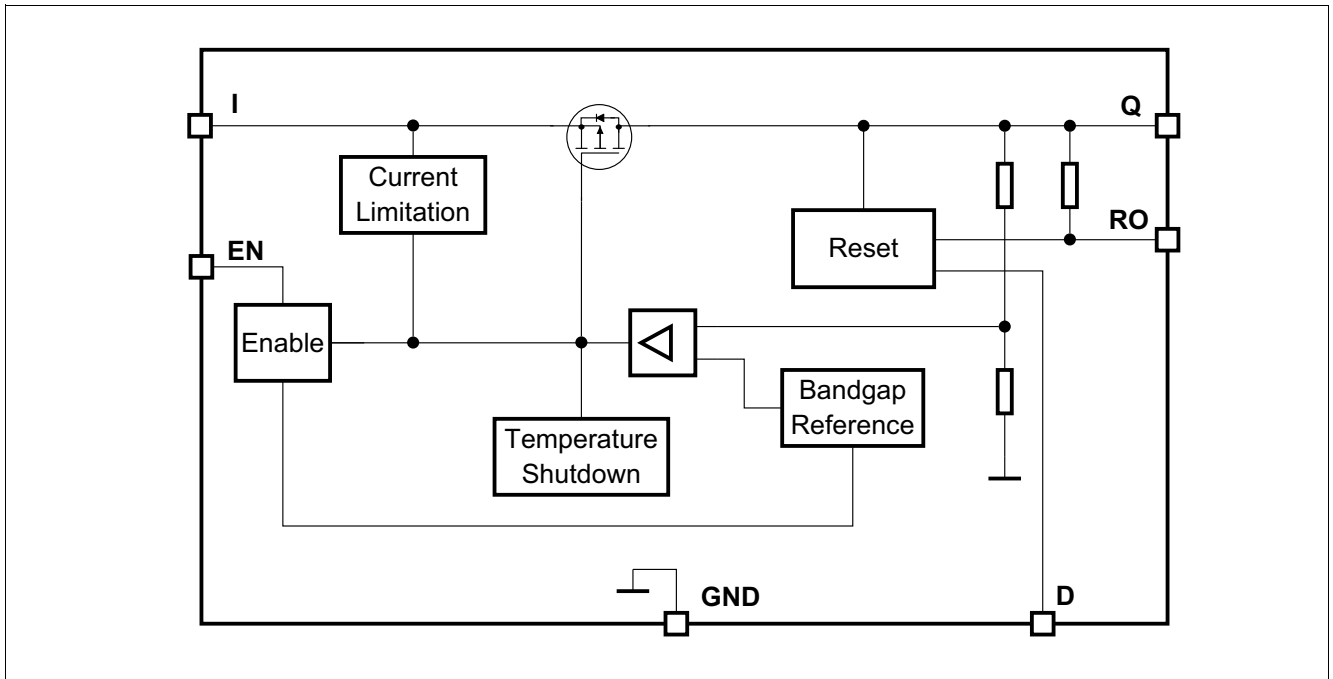 I
Q
Current
Limitation
RO
Reset
EN
Enable
Bandgap
Reference
Temperature
Shutdown
GND
D